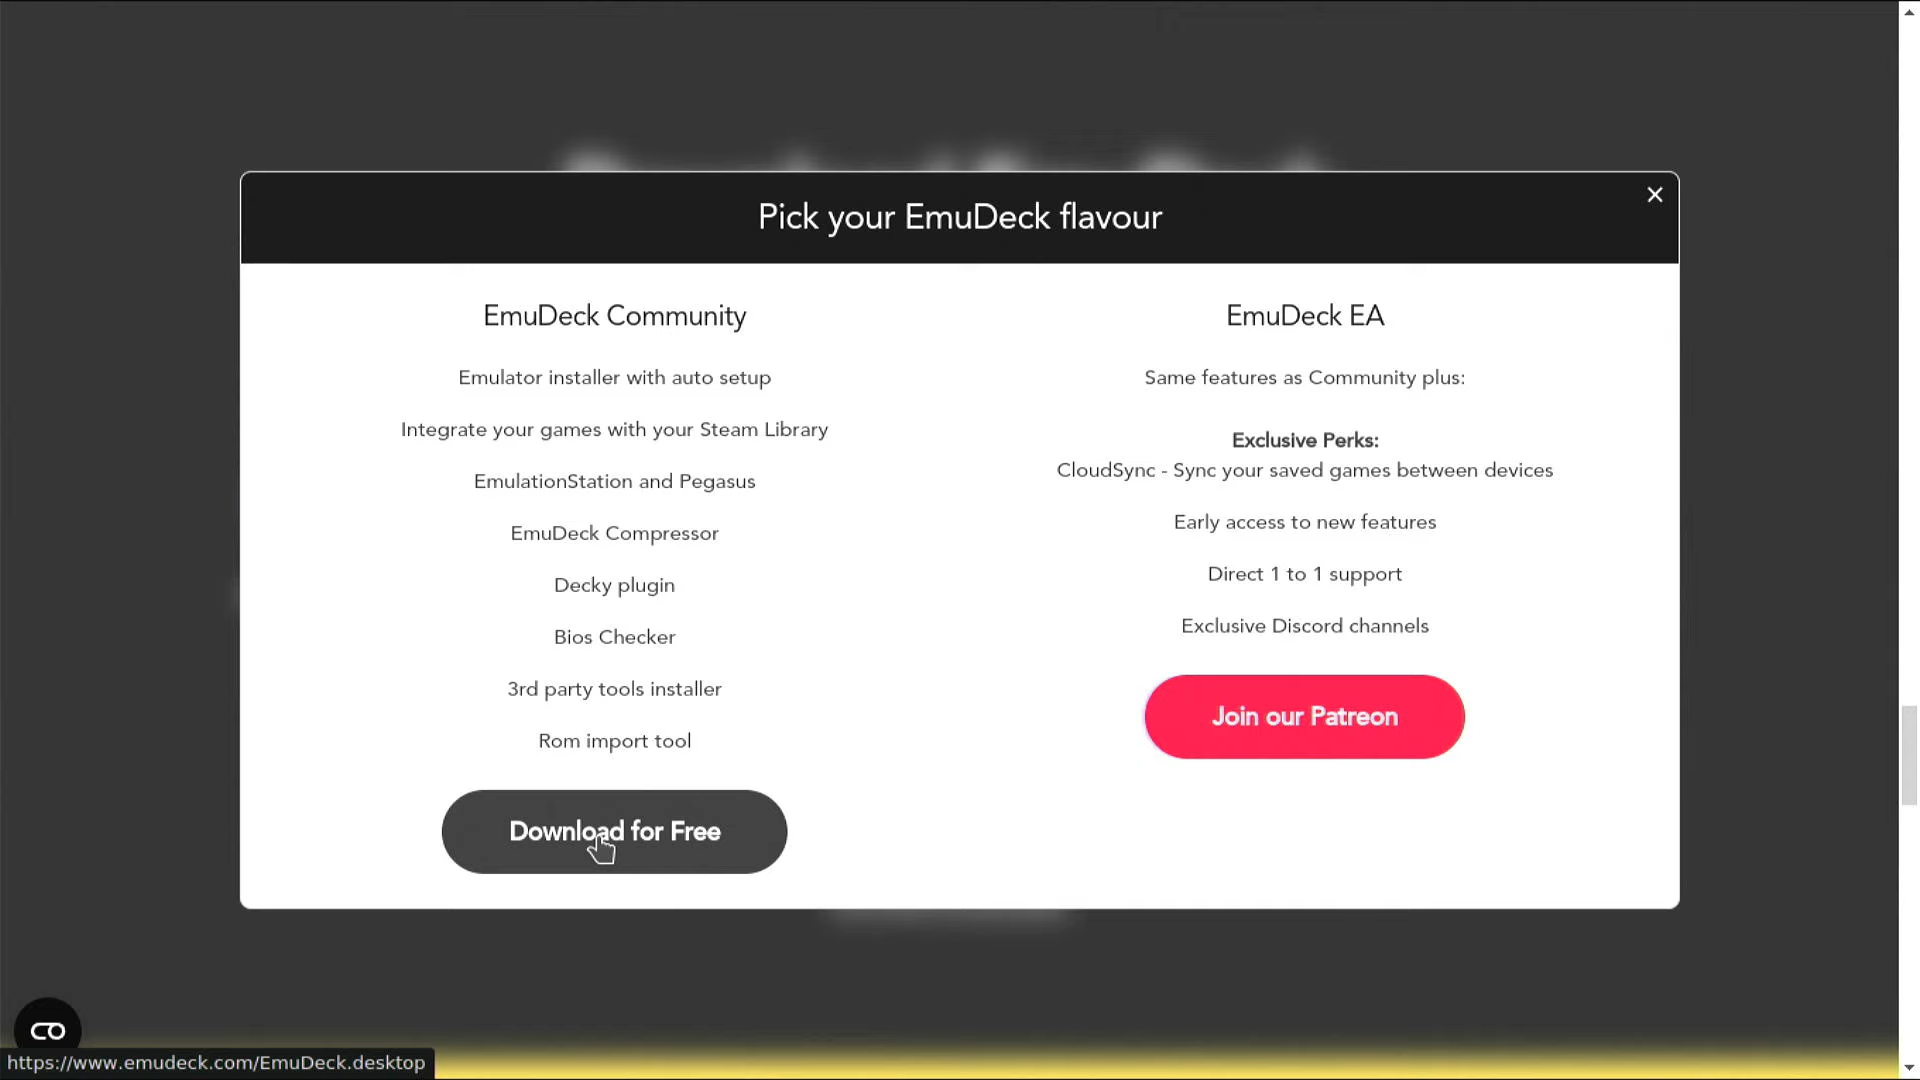 Pick your EmuDeck flavour
EmuDeck Community
Emulator installer with auto setup
Integrate your games with your Steam Library
EmulationStation and Pegasus
EmuDeck Compressor
Decky plugin
Bios Checker
3rd party tools installer
Rom import tool
Download for Free
EmuDeck EA
Same features as Community plus:
Exclusive Perks:
CloudSync - Sync your saved games between devices
Early access to new features
Direct 1 to 1 support
Exclusive Discord channels
Join our Patreon
https://www.emudeck.com/EmuDeck.desktop